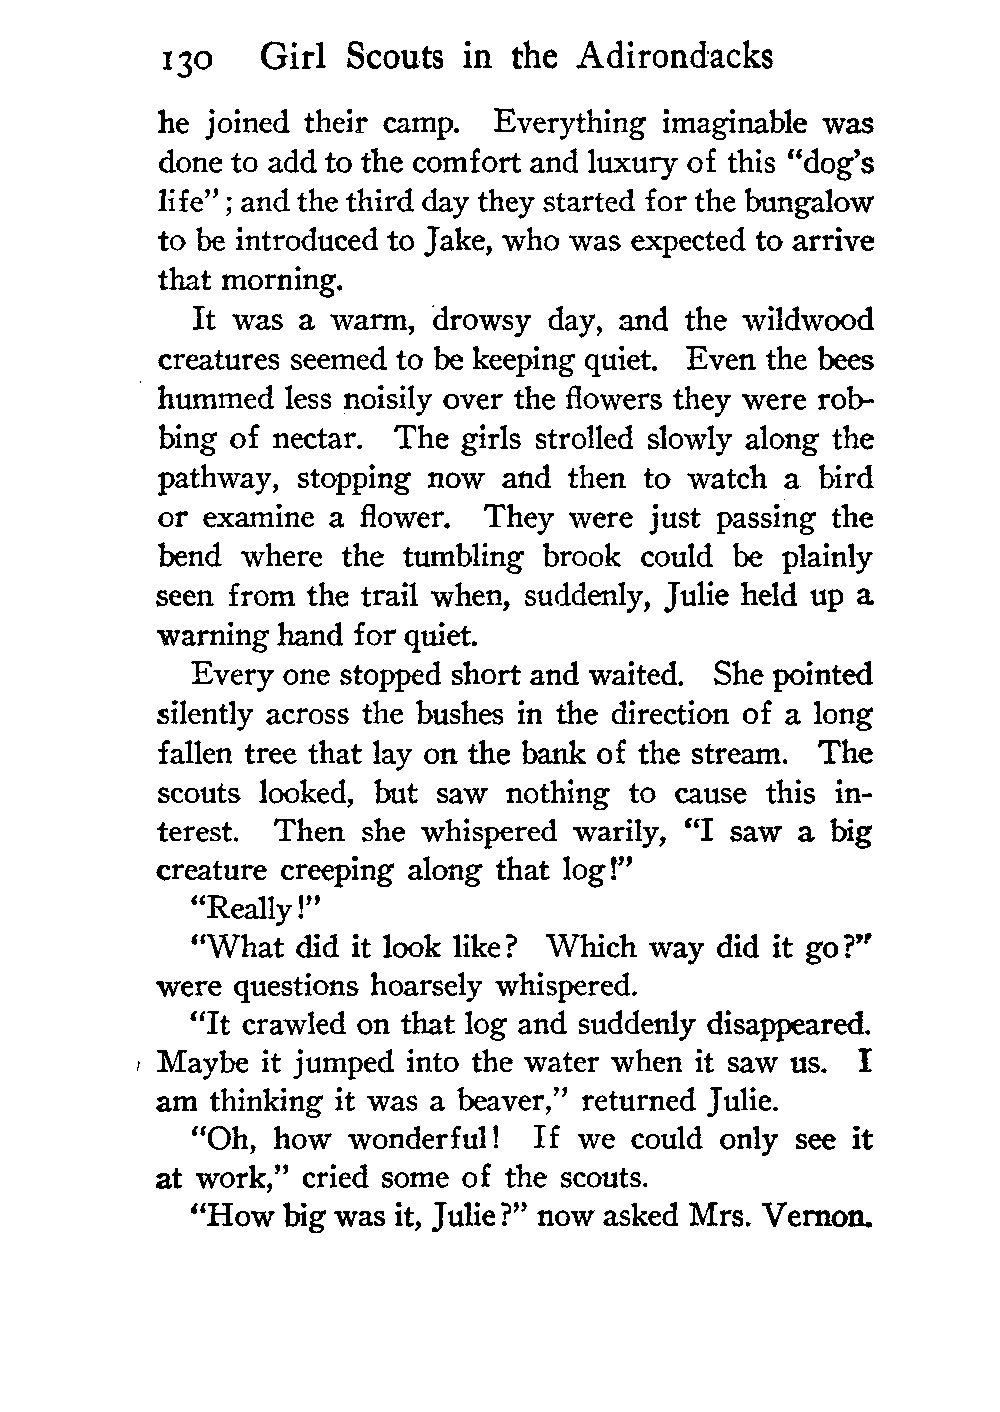 130 Girl Scouts in the Adirondacks
he joined their camp. Everything imaginable was
done to add to the comfort and luxury of this “dog’s
life”; and the third day they started for the bungalow
to be introduced to Jake, who was expected to arrive
that morning.
It was a warm, drowsy day, and the wildwood
creatures seemed to be keeping quiet. Even the bees
hummed less noisily over the flowers they were rob-
bing of nectar. The girls strolled slowly along the
pathway, stopping now and then to watch a bird
or examine a flower. They were just passing the
bend where the tumbling brook could be plainly
seen from the trail when, suddenly, Julie held up a
warning hand for quiet.
Every one stopped short and waited. She pointed
silently across the bushes in the direction of a long
fallen tree that lay on the bank of the stream. The
scouts looked, but saw nothing to cause this in-
terest. Then she whispered warily, “I saw a big
creature creeping along that log!”
“Really!”
“What did it look like? Which way did it go?”
were questions hoarsely whispered.
“It crawled on that log and suddenly disappeared.
Maybe it jumped into the water when it saw us. I
am thinking it was a beaver,” returned Julie.
“Oh, how wonderful! If we could only see it
at work,” cried some of the scouts.
“How big was it, Julie?” now asked Mrs. Vernon.